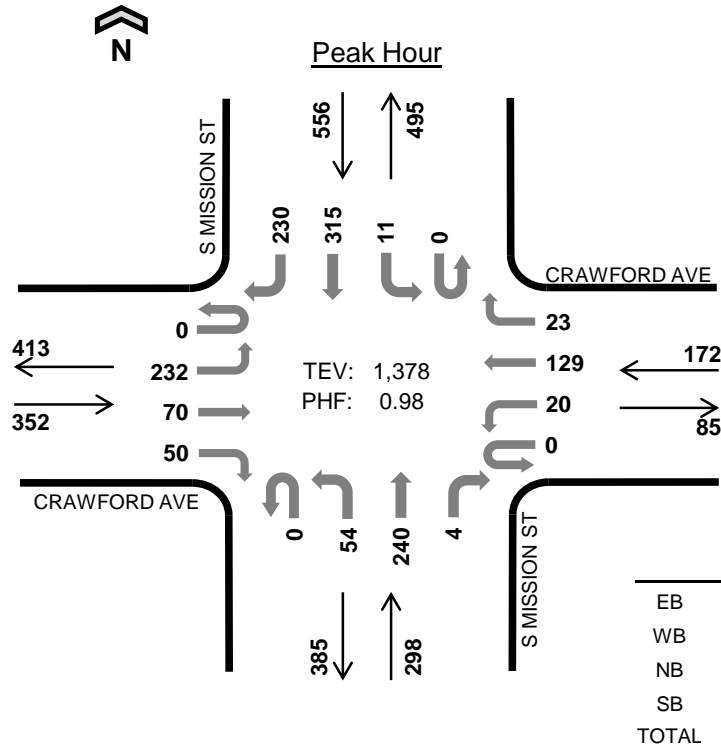 N
Peak Hour
S MISSION ST
556
495
230
315
11
0
CRAWFORD AVE
0
23
413
232
TEV: 1,378
129
172
352
70
PHF: 0.98
20
85
50
0
CRAWFORD AVE
0
54
240
4
S MISSION ST
385
298
EB
WB
NB
SB
TOTAL